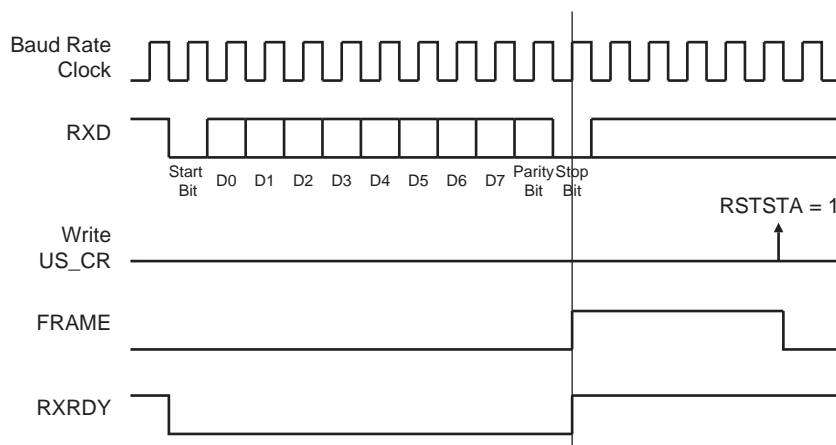 Baud Rate
Clock
RXD
Start
Bit
D0
D1
D2
D3
D4
D5
D6
D7
Parity
Bit
Stop
Bit
RSTSTA = 1
Write
US_CR
FRAME
RXRDY